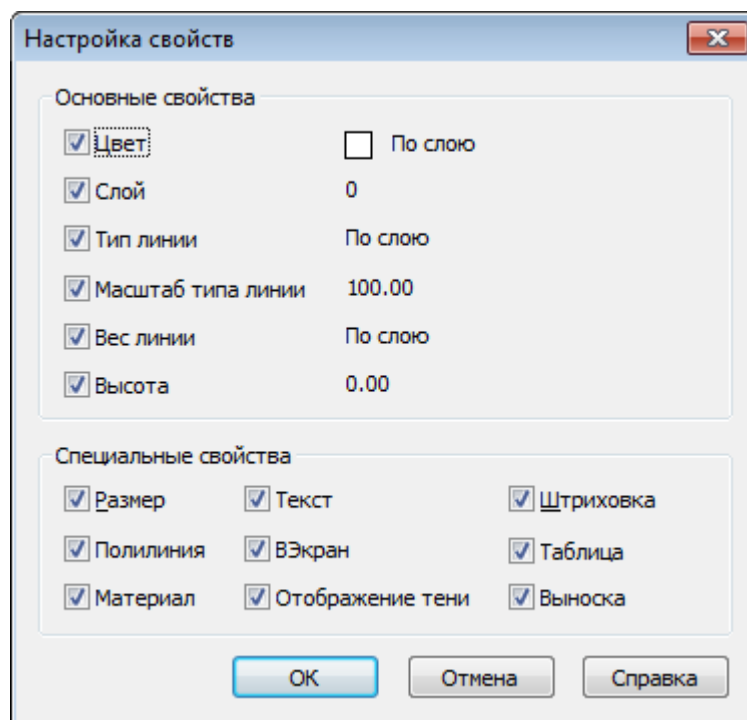 Настройка свойств
Основные свойства
Цвет По слою
Слой 0
Тип линии По слою
Масштаб типа линии 100.00
Вес линии По слою
Высота 0.00
Специальные свойства
Размер Текст Штриховка
Полилиния ВЭкран Таблица
Материал Отображение тени Выноска
ОК Отмена Справка